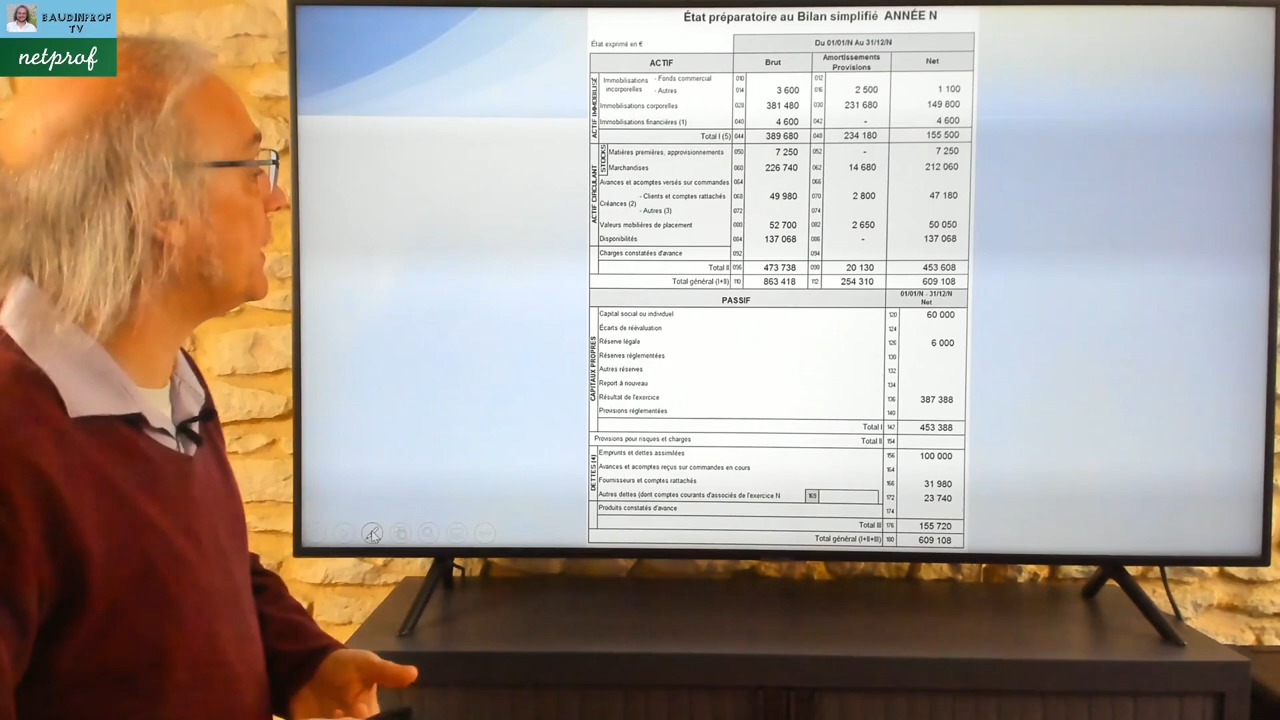 BAUDINPROF
TV
netprof
État préparatoire au Bilan simplifié ANNÉE N
État exprimé en €
Du 01/01/N Au 31/12/N
ACTIF Brut Amortissements Provisions Net
ACTIF IMMOBILISÉ
Immobilisations incorporelles - Fonds commercial 010 012
- Autres 014 3 600 016 2 500 1 100
Immobilisations corporelles 028 381 480 030 231 680 149 800
Immobilisations financières (1) 040 4 600 042 - 4 600
Total I (5) 044 389 680 048 234 180 155 500
ACTIF CIRCULANT
STOCKS
Matières premières, approvisionnements 050 7 250 052 - 7 250
Marchandises 060 226 740 062 14 680 212 060
Avances et acomptes versés sur commandes 064 066
Créances (2) - Clients et comptes rattachés 068 49 980 070 2 800 47 180
- Autres (3) 072 074
Valeurs mobilières de placement 080 52 700 082 2 650 50 050
Disponibilités 084 137 068 086 - 137 068
Charges constatées d'avance 092 094
Total II 096 473 738 098 20 130 453 608
Total général (I+II) 110 863 418 112 254 310 609 108
PASSIF 01/01/N - 31/12/N Net
CAPITAUX PROPRES
Capital social ou individuel 120 60 000
Écarts de réévaluation 124
Réserve légale 126 6 000
Réserves réglementées 130
Autres réserves 132
Report à nouveau 134
Résultat de l'exercice 136 387 388
Provisions réglementées 140
Total I 142 453 388
Provisions pour risques et charges Total II 154
DETTES (4)
Emprunts et dettes assimilées 156 100 000
Avances et acomptes reçus sur commandes en cours 164
Fournisseurs et comptes rattachés 166 31 980
Autres dettes (dont comptes courants d'associés de l'exercice N 169 172 23 740
Produits constatés d'avance 174
Total III 176 155 720
Total général (I+II+III) 180 609 108